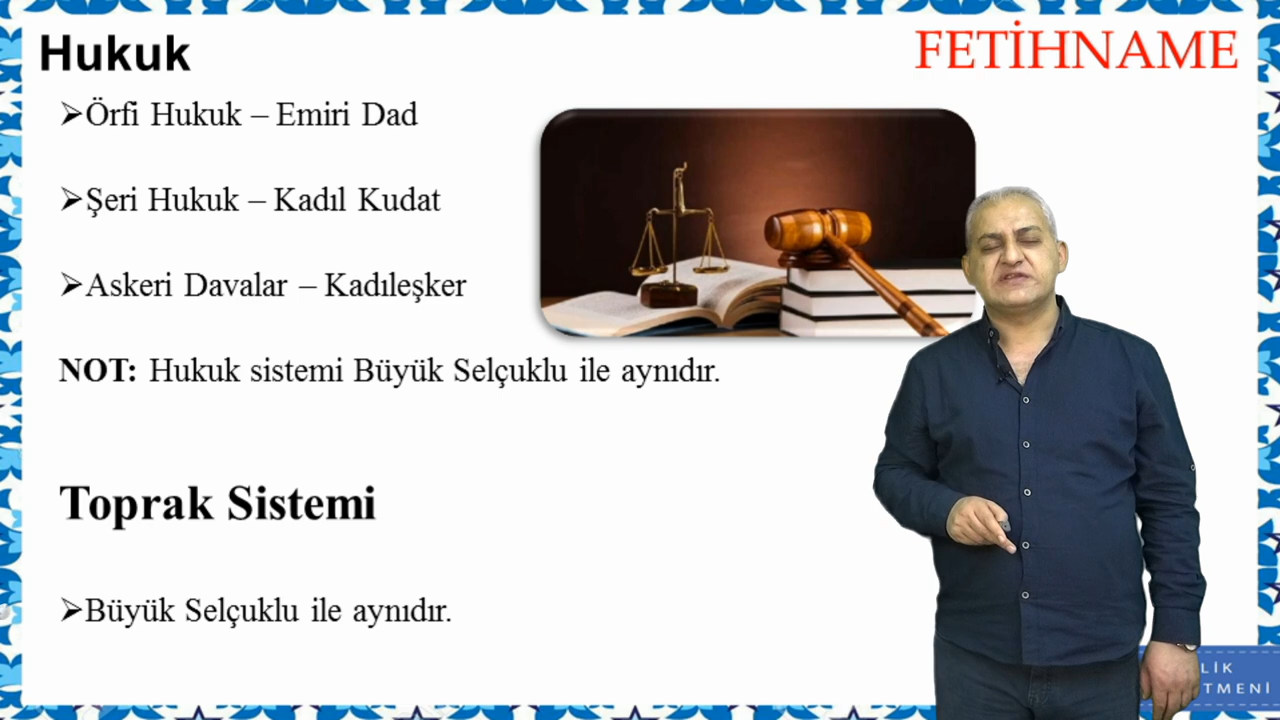 Hukuk
FETİHNAME
➢Örfi Hukuk – Emiri Dad
➢Şeri Hukuk – Kadıl Kudat
➢Askeri Davalar – Kadıleşker
NOT: Hukuk sistemi Büyük Selçuklu ile aynıdır.
Toprak Sistemi
➢Büyük Selçuklu ile aynıdır.